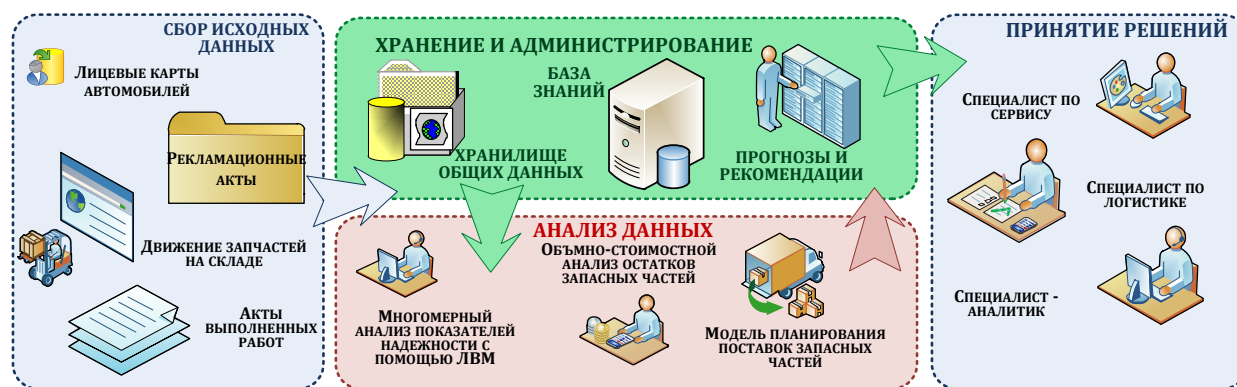 СБОР ИСХОДНЫХ
ДАННЫХ
ЛИЦЕВЫЕ КАРТЫ
АВТОМОБИЛЕЙ
РЕКЛАМАЦИОННЫЕ
АКТЫ
ДВИЖЕНИЕ ЗАПЧАСТЕЙ
НА СКЛАДЕ
АКТЫ
ВЫПОЛНЕННЫХ
РАБОТ
ХРАНЕНИЕ И АДМИНИСТРИРОВАНИЕ
БАЗА
ЗНАНИЙ
ХРАНИЛИЩЕ
ОБЩИХ ДАННЫХ
ПРОГНОЗЫ И
РЕКОМЕНДАЦИИ
АНАЛИЗ ДАННЫХ
ОБЪМНО-СТОИМОСТНОЙ
АНАЛИЗ ОСТАТКОВ
ЗАПАСНЫХ ЧАСТЕЙ
МНОГОМЕРНЫЙ
АНАЛИЗ ПОКАЗАТЕЛЕЙ
НАДЕЖНОСТИ С
ПОМОЩЬЮ ЛВМ
МОДЕЛЬ ПЛАНИРОВАНИЯ
ПОСТАВОК ЗАПАСНЫХ
ЧАСТЕЙ
ПРИНЯТИЕ РЕШЕНИЙ
СПЕЦИАЛИСТ ПО
СЕРВИСУ
СПЕЦИАЛИСТ ПО
ЛОГИСТИКЕ
СПЕЦИАЛИСТ -
АНАЛИТИК